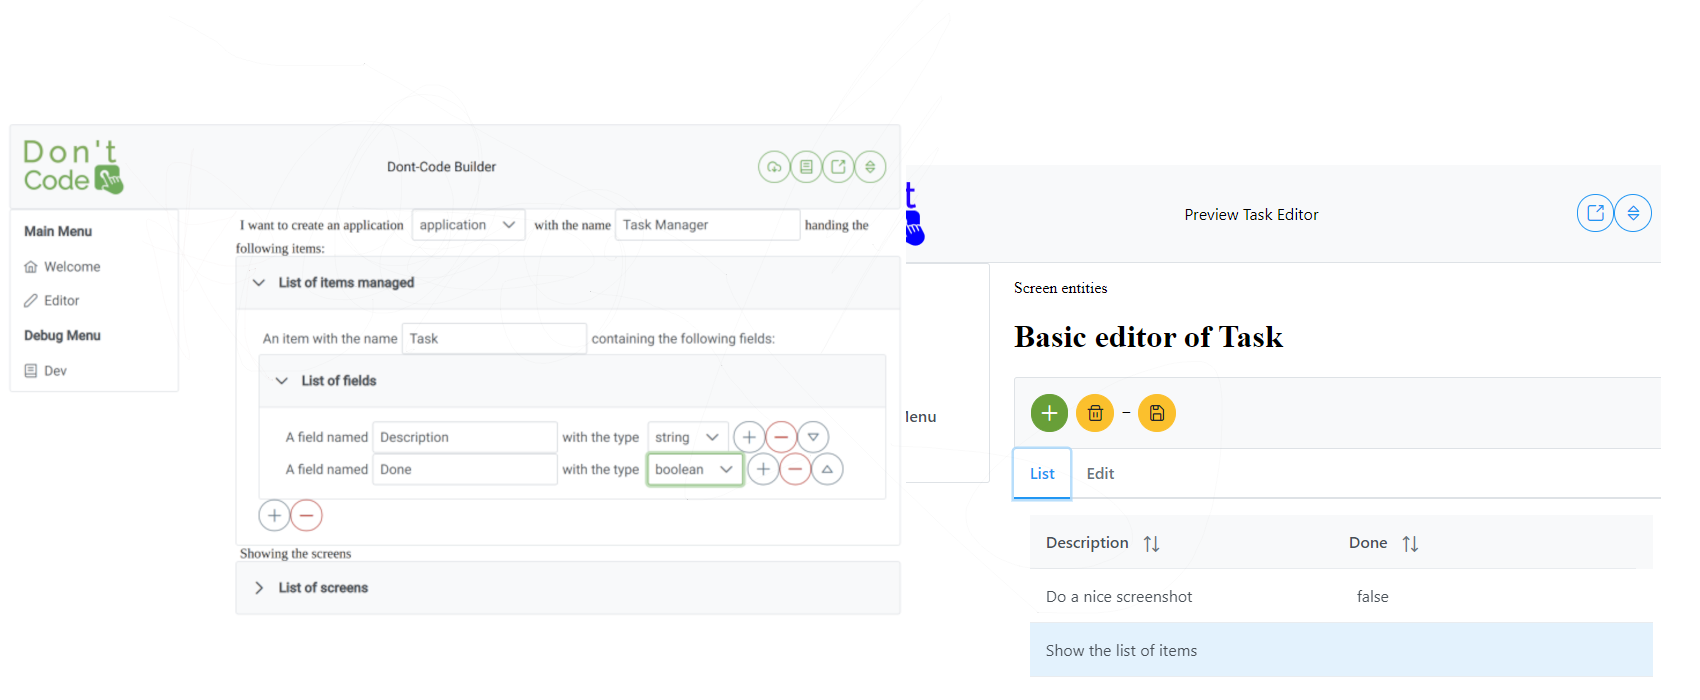 Don't
Code
Dont-Code Builder
Main Menu
Welcome
Editor
Debug Menu
Dev
I want to create an application application with the name Task Manager handing the
following items:
List of items managed
An item with the name Task containing the following fields:
List of fields
A field named Description with the type string
A field named Done with the type boolean
Showing the screens
List of screens
t
Preview Task Editor
Screen entities
Basic editor of Task
Menu
List Edit
Description Done
Do a nice screenshot false
Show the list of items